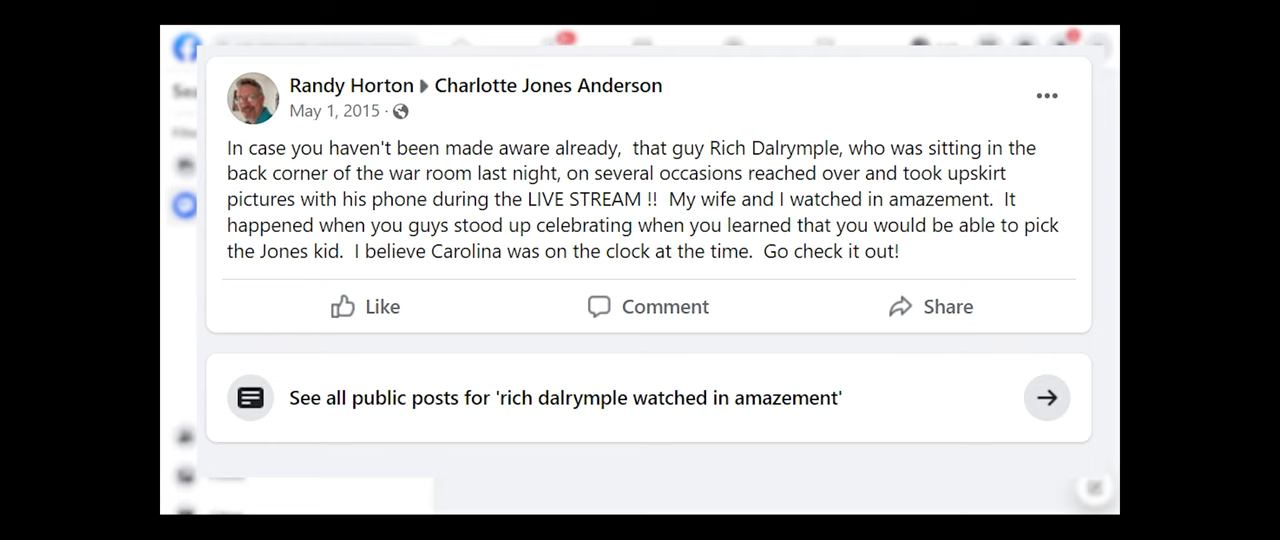 Randy Horton Charlotte Jones Anderson
May 1, 2015 ·
In case you haven't been made aware already,  that guy Rich Dalrymple, who was sitting in the
back corner of the war room last night, on several occasions reached over and took upskirt
pictures with his phone during the LIVE STREAM !!  My wife and I watched in amazement.  It
happened when you guys stood up celebrating when you learned that you would be able to pick
the Jones kid.  I believe Carolina was on the clock at the time.  Go check it out!
Like Comment Share
See all public posts for 'rich dalrymple watched in amazement'